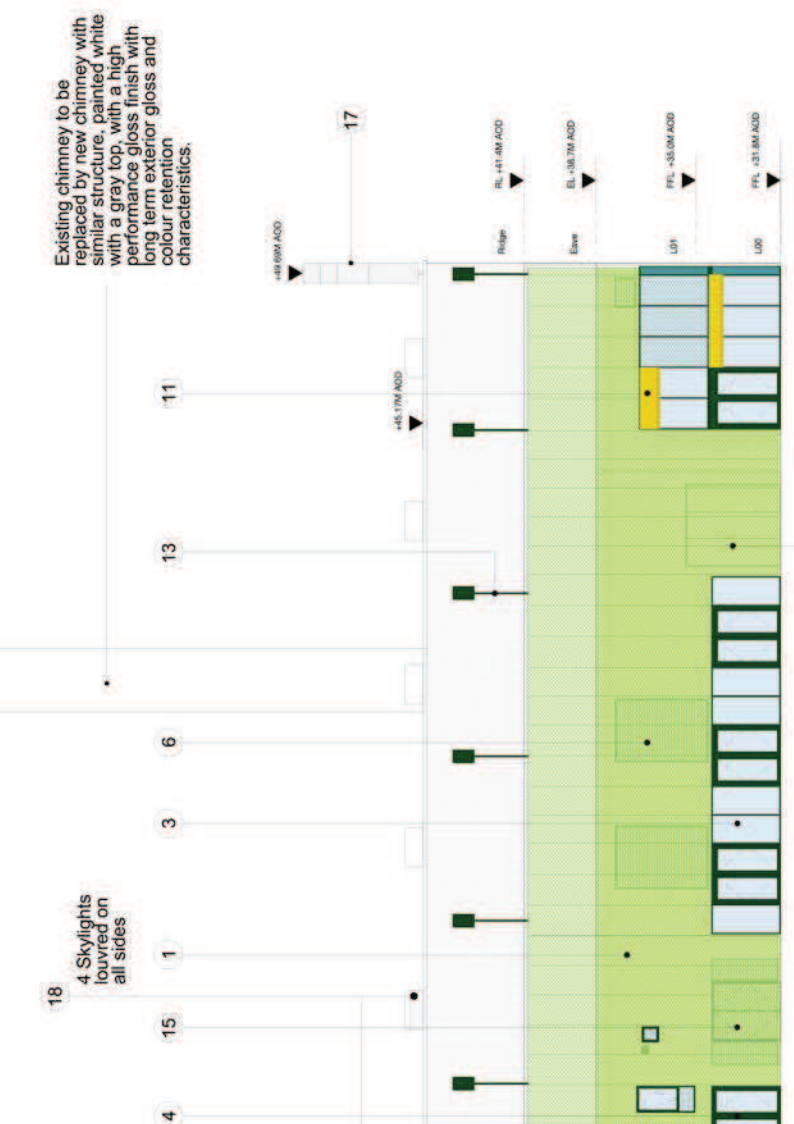 Existing chimney to be
replaced by new chimney with
similar structure, painted white
with a gray top, with a high
performance gloss finish with
long term exterior gloss and
colour retention
characteristics.
17
+49.69M AOD
RL +41.4M AOD
EL +38.7M AOD
FFL +35.0M AOD
FFL +31.8M AOD
Ridge
Eave
L01
L00
11
+45.17M AOD
13
6
3
1
4 Skylights
louvred on
all sides
18
15
4